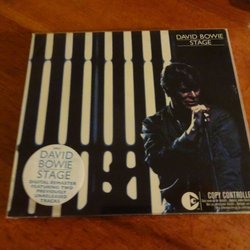 DAVID BOWIE
STAGE
DAVID
BOWIE
STAGE
DIGITAL REMASTER
FEATURING TWO
PREVIOUSLY
UNRELEASED
TRACKS
COPY CONTROLLED